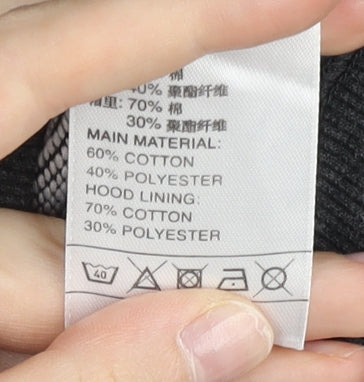 棉
40% 聚酯纤维
里: 70% 棉
30% 聚酯纤维
MAIN MATERIAL:
60% COTTON
40% POLYESTER
HOOD LINING:
70% COTTON
30% POLYESTER
40